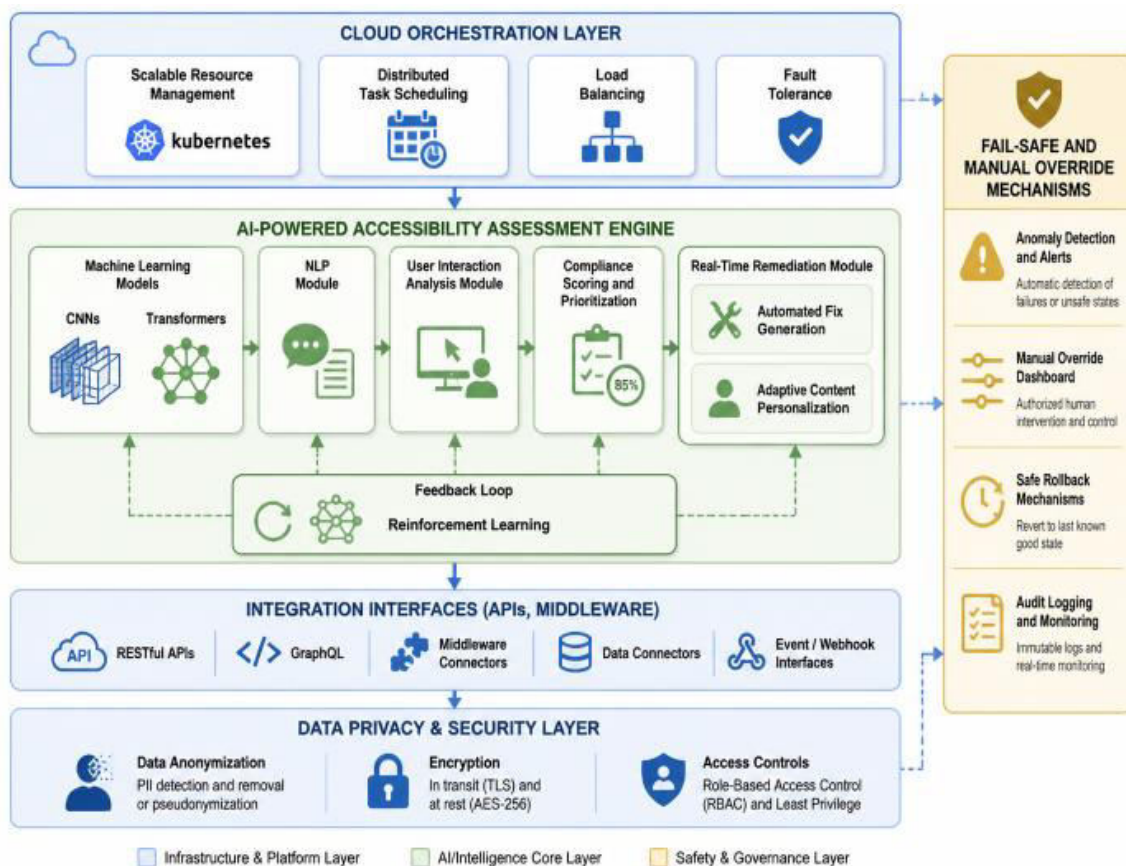 CLOUD ORCHESTRATION LAYER
Scalable Resource
Management
kubernetes
Distributed
Task Scheduling
Load
Balancing
Fault
Tolerance
AI-POWERED ACCESSIBILITY ASSESSMENT ENGINE
Machine Learning
Models
CNNs
Transformers
NLP
Module
User Interaction
Analysis Module
Compliance
Scoring and
Prioritization
85%
Real-Time Remediation Module
Automated Fix
Generation
Adaptive Content
Personalization
Feedback Loop
Reinforcement Learning
INTEGRATION INTERFACES (APIs, MIDDLEWARE)
API
RESTful APIs
</>
GraphQL
Middleware
Connectors
Data Connectors
Event / Webhook
Interfaces
DATA PRIVACY & SECURITY LAYER
Data Anonymization
PII detection and removal
or pseudonymization
Encryption
In transit (TLS) and
at rest (AES-256)
Access Controls
Role-Based Access Control
(RBAC) and Least Privilege
FAIL-SAFE AND
MANUAL OVERRIDE
MECHANISMS
Anomaly Detection
and Alerts
Automatic detection of
failures or unsafe states
Manual Override
Dashboard
Authorized human
intervention and control
Safe Rollback
Mechanisms
Revert to last known
good state
Audit Logging
and Monitoring
Immutable logs and
real-time monitoring
Infrastructure & Platform Layer
AI/Intelligence Core Layer
Safety & Governance Layer